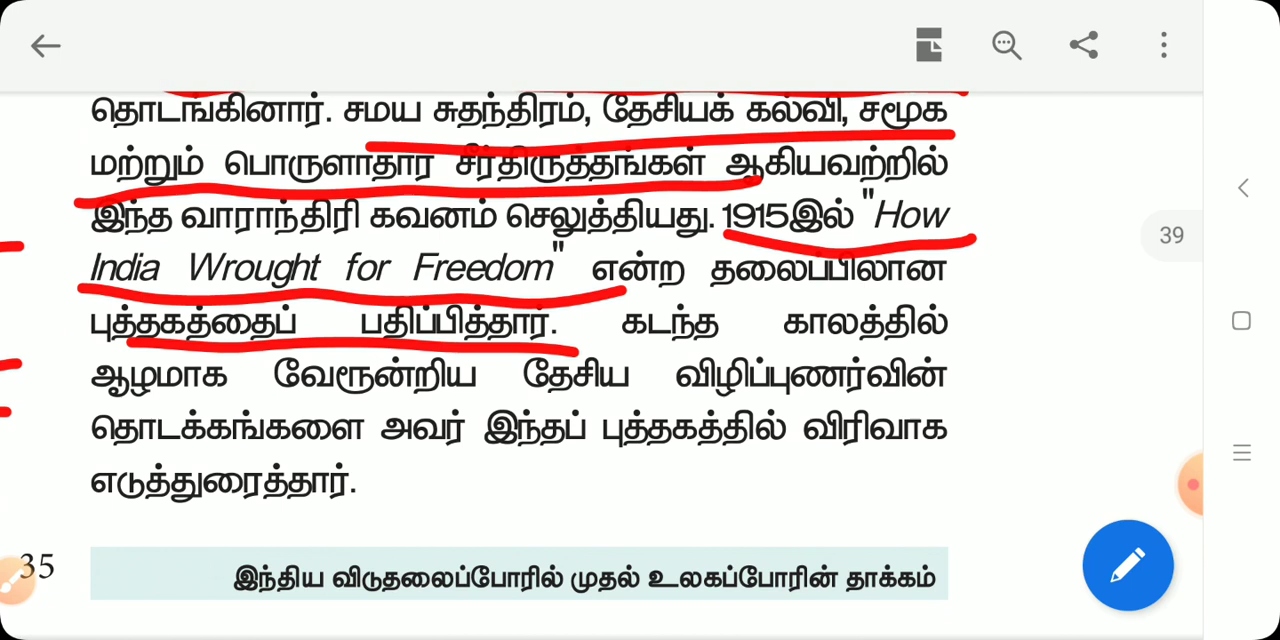 தொடங்கினார். சமய சுதந்திரம், தேசியக் கல்வி, சமூக
மற்றும் பொருளாதார சீர்திருத்தங்கள் ஆகியவற்றில்
இந்த வாராந்திரி கவனம் செலுத்தியது. 1915இல் "How
India Wrought for Freedom" என்ற தலைப்பிலான
புத்தகத்தைப் பதிப்பித்தார். கடந்த காலத்தில்
ஆழமாக வேரூன்றிய தேசிய விழிப்புணர்வின்
தொடக்கங்களை அவர் இந்தப் புத்தகத்தில் விரிவாக
எடுத்துரைத்தார்.
35
இந்திய விடுதலைப்போரில் முதல் உலகப்போரின் தாக்கம்
39